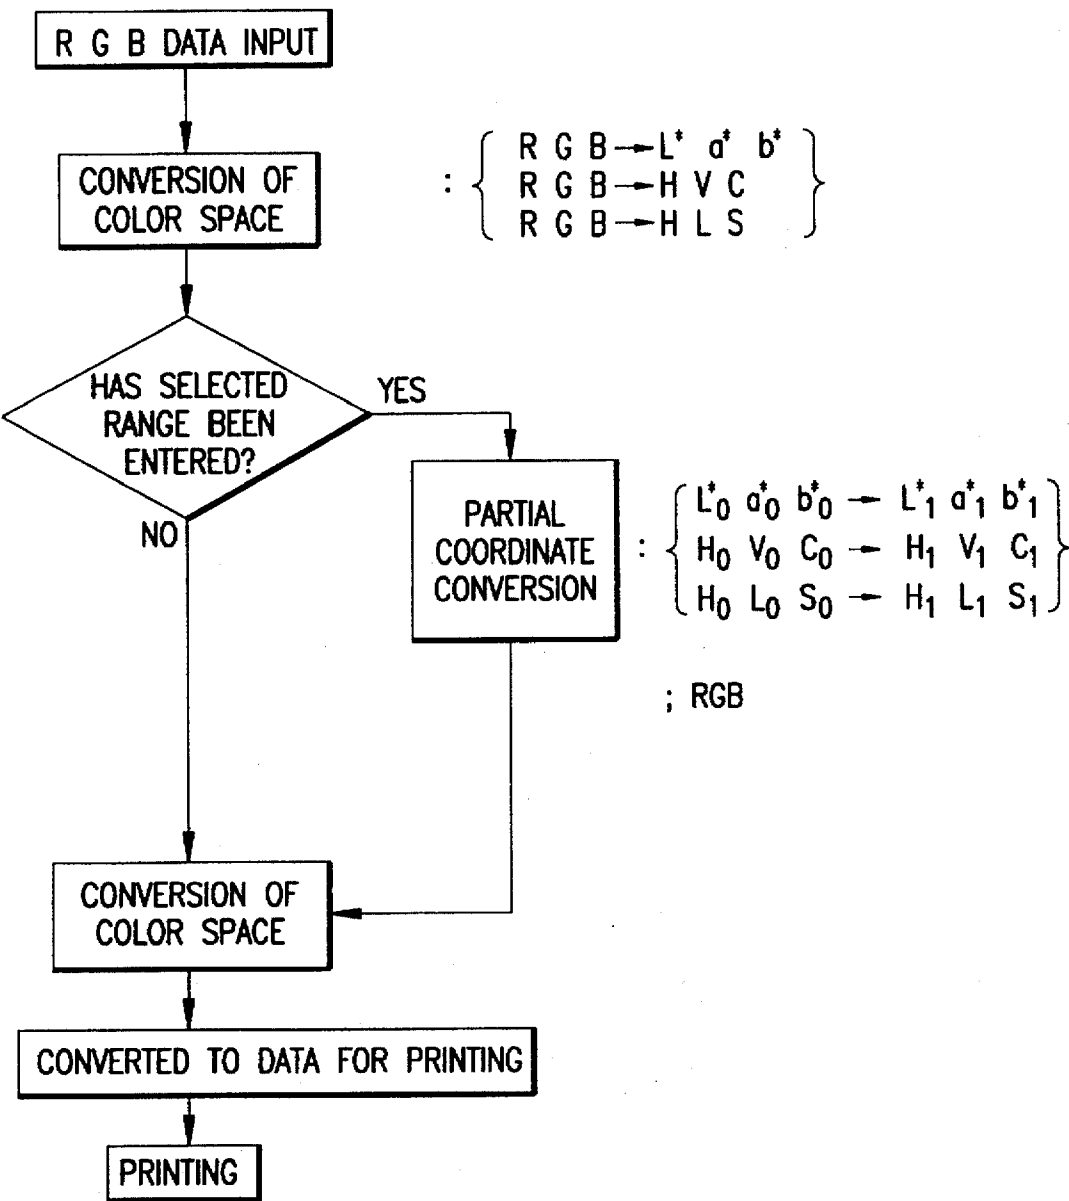 R G B DATA INPUT
CONVERSION OF
COLOR SPACE
: { R G B → L* a* b*
R G B → H V C
R G B → H L S }
HAS SELECTED
RANGE BEEN
ENTERED?
YES
NO
PARTIAL
COORDINATE
CONVERSION
: { L*0 a*0 b*0 → L*1 a*1 b*1
H0 V0 C0 → H1 V1 C1
H0 L0 S0 → H1 L1 S1 }
; RGB
CONVERSION OF
COLOR SPACE
CONVERTED TO DATA FOR PRINTING
PRINTING